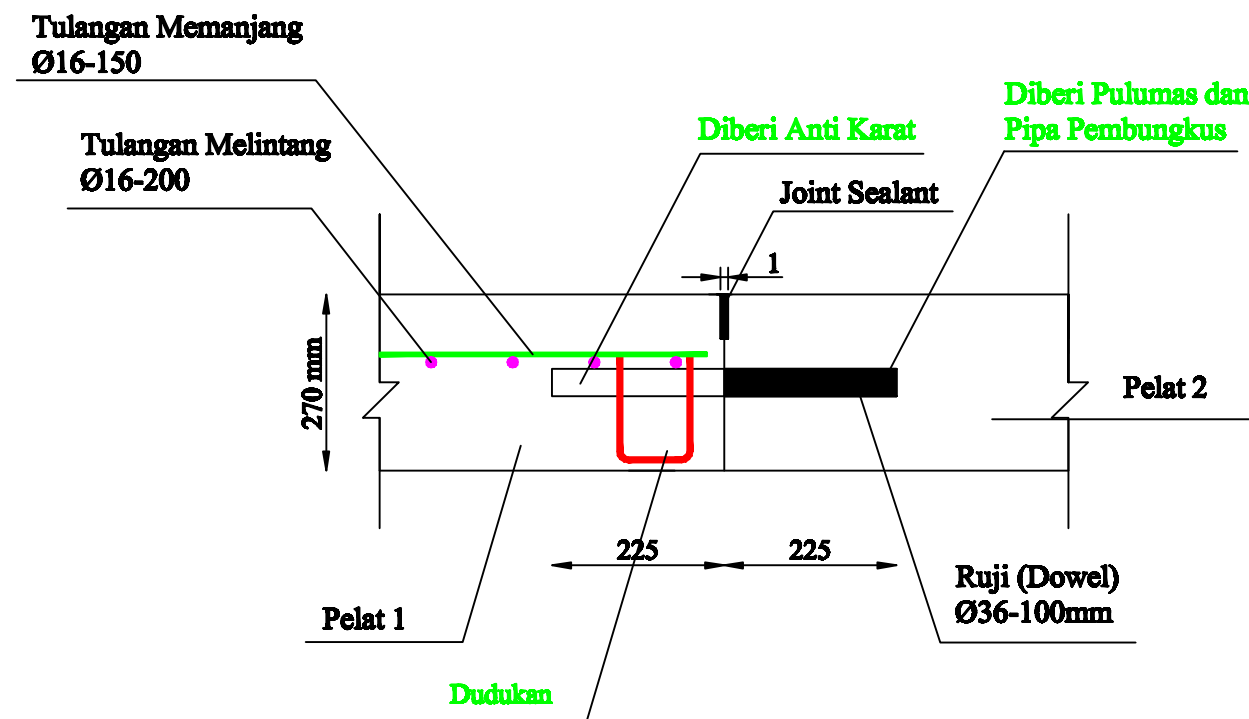 Tulangan Memanjang
Ø16-150
Tulangan Melintang
Ø16-200
Diberi Anti Karat
Diberi Pulumas dan
Pipa Pembungkus
Joint Sealant
1
270 mm
Pelat 2
225
225
Ruji (Dowel)
Ø36-100mm
Pelat 1
Dudukan